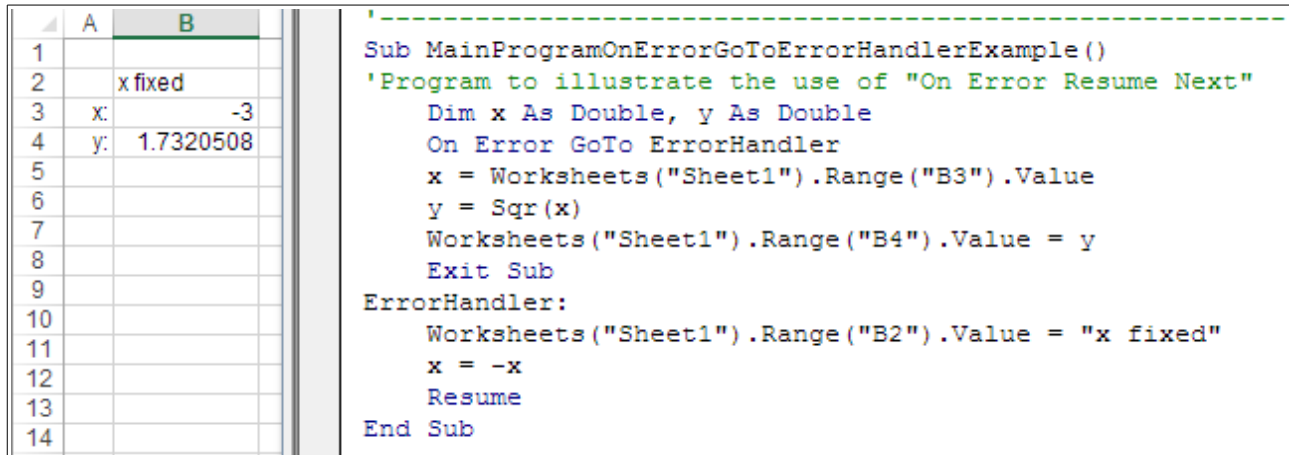 A B
1
2 x fixed
3 x: -3
4 y: 1.7320508
5
6
7
8
9
10
11
12
13
14
'---------------------------------------------------------
Sub MainProgramOnErrorGoToErrorHandlerExample()
'Program to illustrate the use of "On Error Resume Next"
Dim x As Double, y As Double
On Error GoTo ErrorHandler
x = Worksheets("Sheet1").Range("B3").Value
y = Sqr(x)
Worksheets("Sheet1").Range("B4").Value = y
Exit Sub
ErrorHandler:
Worksheets("Sheet1").Range("B2").Value = "x fixed"
x = -x
Resume
End Sub